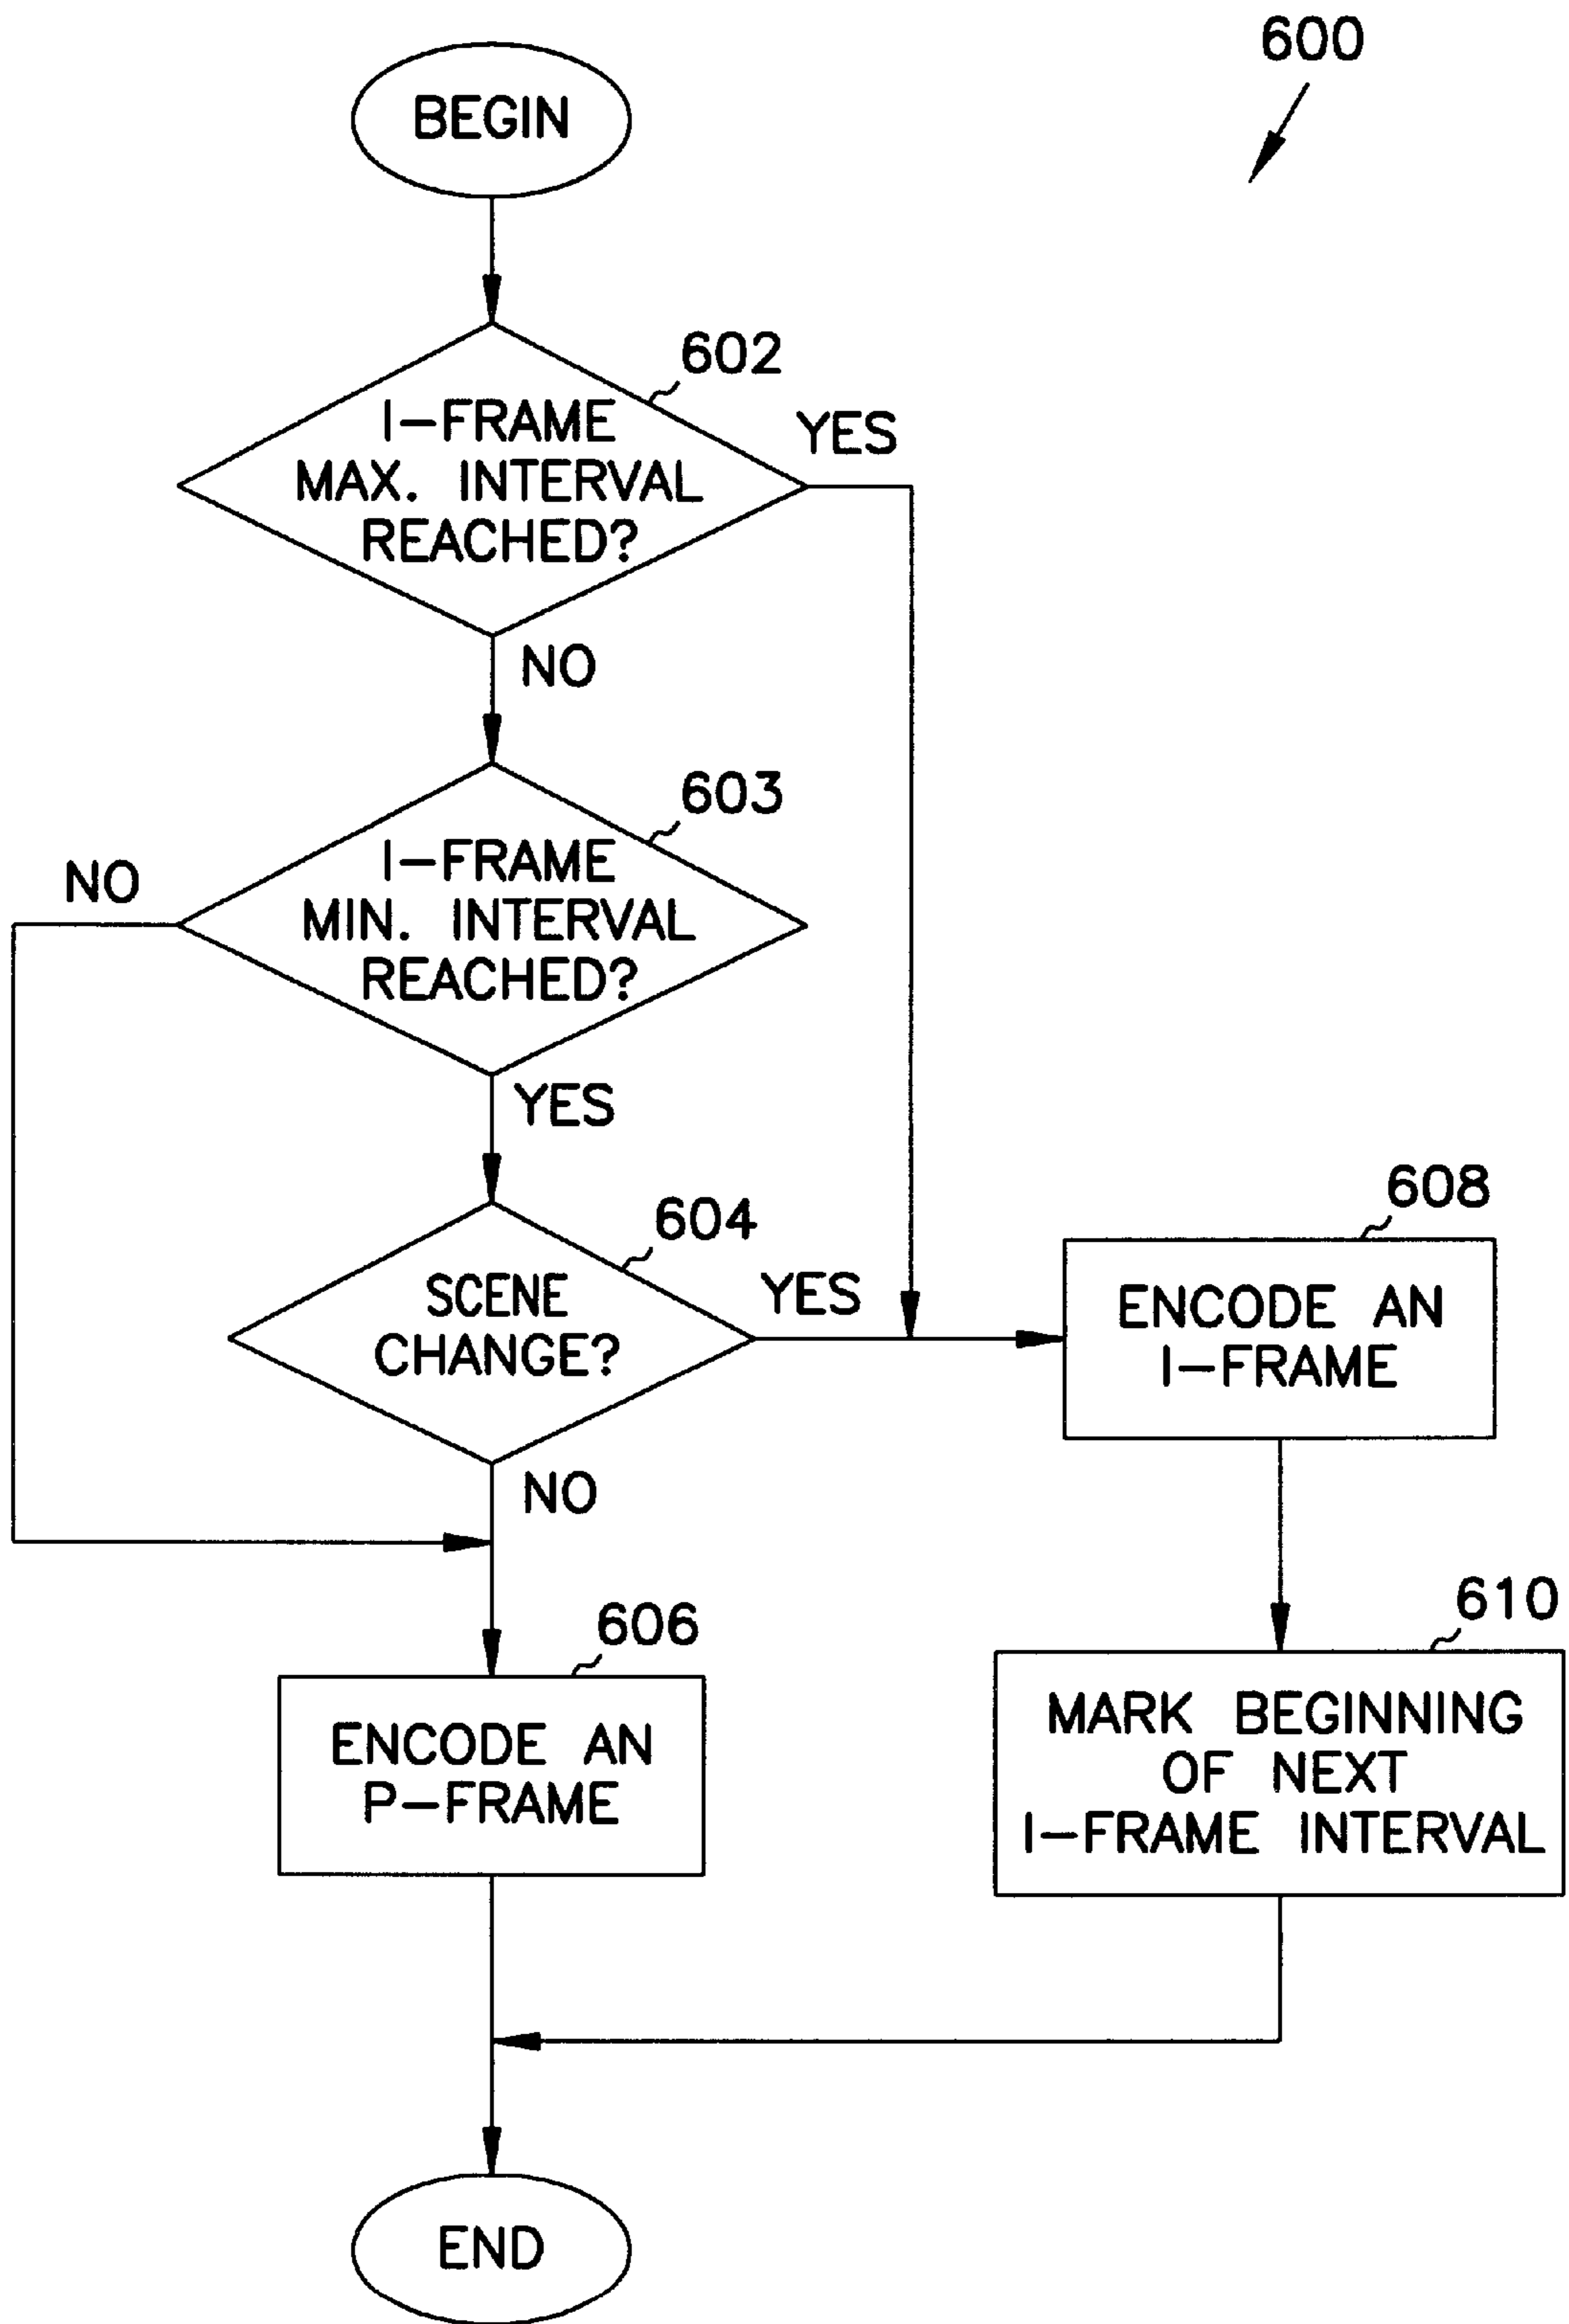 600
BEGIN
602
I-FRAME
MAX. INTERVAL
REACHED?
YES
NO
603
I-FRAME
MIN. INTERVAL
REACHED?
NO
YES
604
SCENE
CHANGE?
YES
NO
608
ENCODE AN
I-FRAME
606
ENCODE AN
P-FRAME
610
MARK BEGINNING
OF NEXT
I-FRAME INTERVAL
END